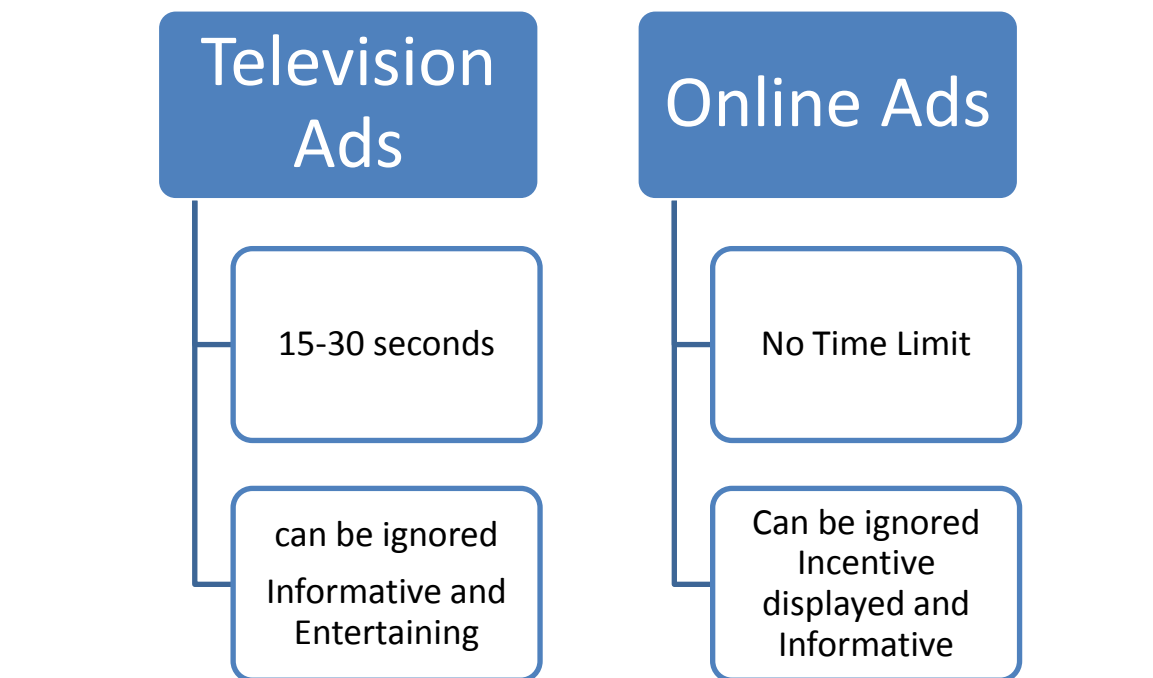 Television
Ads
15-30 seconds
can be ignored
Informative and
Entertaining
Online Ads
No Time Limit
Can be ignored
Incentive
displayed and
Informative